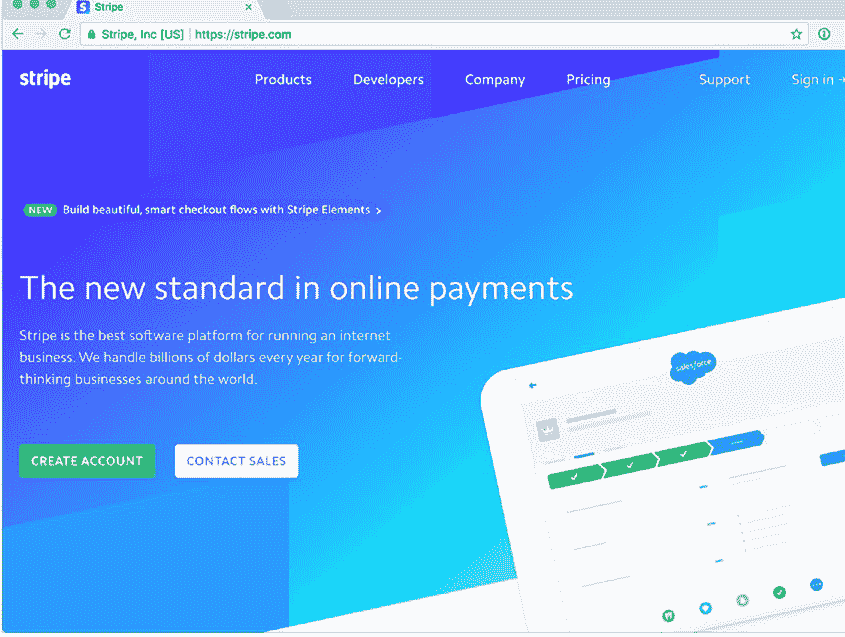 Stripe
Stripe, Inc [US] | https://stripe.com
stripe Products Developers Company Pricing Support Sign in
NEW Build beautiful, smart checkout flows with Stripe Elements
The new standard in online payments
Stripe is the best software platform for running an internet
business. We handle billions of dollars every year for forward-
thinking businesses around the world.
salesforce
CREATE ACCOUNT CONTACT SALES